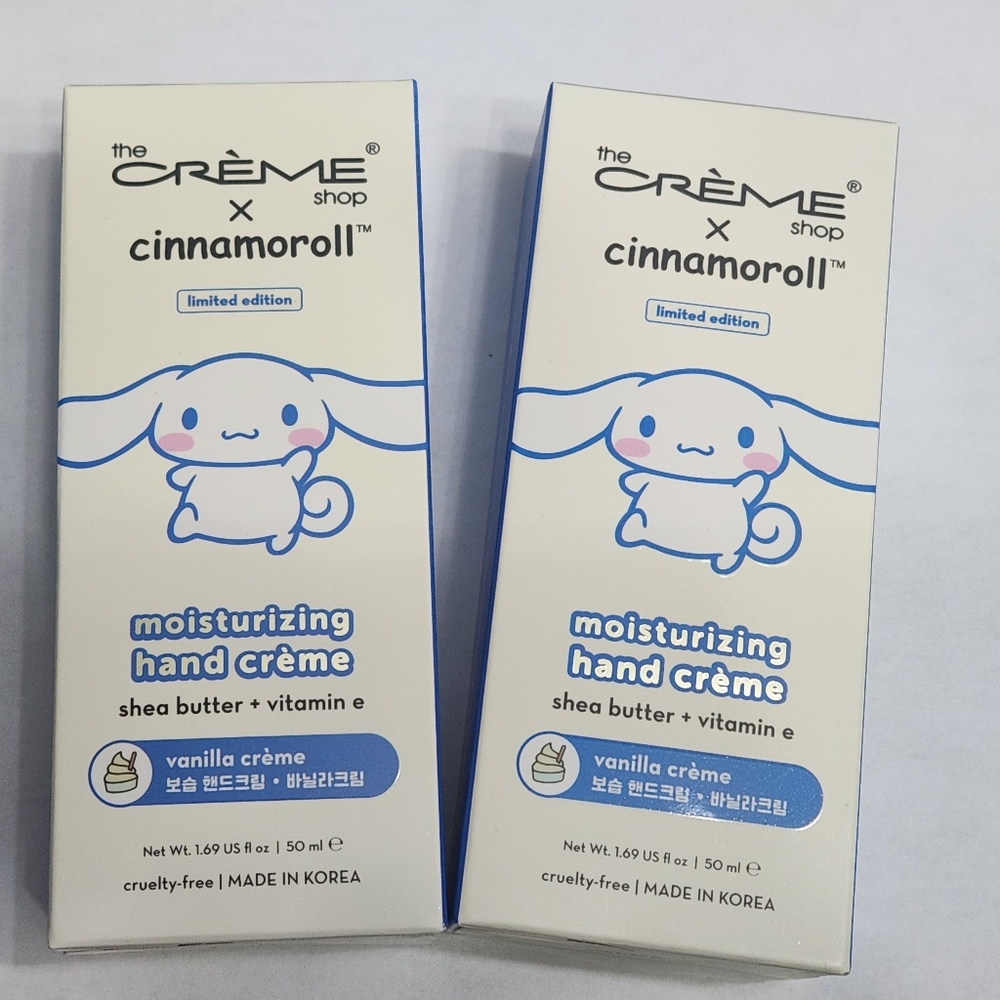 the
CRÈME®
shop
X
cinnamoroll™
limited edition
moisturizing
hand crème
shea butter + vitamin e
vanilla crème
보습 핸드크림 • 바닐라크림
Net Wt. 1.69 US fl oz | 50 ml ℮
cruelty-free | MADE IN KOREA
the
CRÈME®
shop
X
cinnamoroll™
limited edition
moisturizing
hand crème
shea butter + vitamin e
vanilla crème
보습 핸드크림 • 바닐라크림
Net Wt. 1.69 US fl oz | 50 ml ℮
cruelty-free | MADE IN KOREA